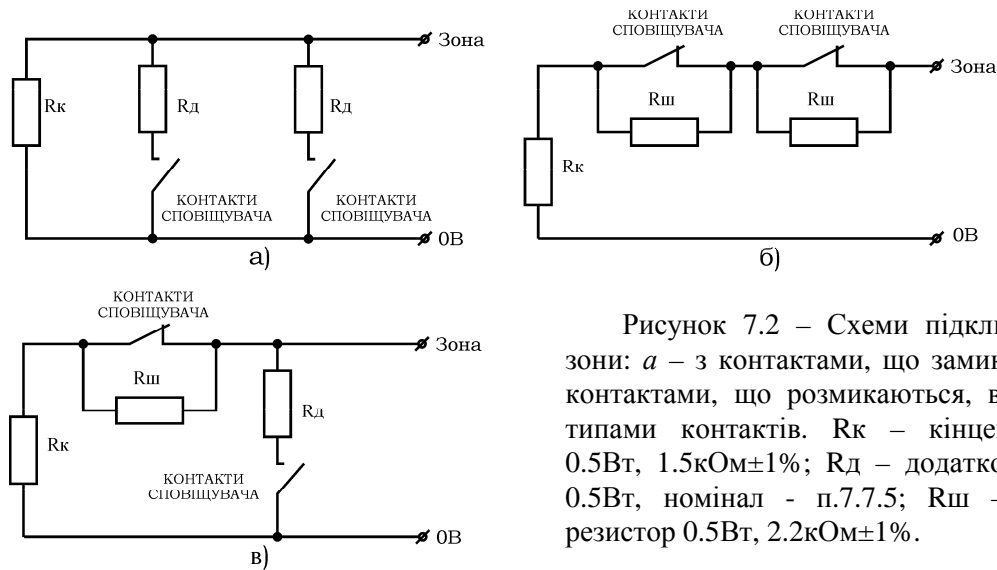 Зона
Rк
Rд
Rд
КОНТАКТИ
СПОВІЩУВАЧА
КОНТАКТИ
СПОВІЩУВАЧА
0В
а)
КОНТАКТИ
СПОВІЩУВАЧА
КОНТАКТИ
СПОВІЩУВАЧА
Зона
Rш
Rш
Rк
0В
б)
КОНТАКТИ
СПОВІЩУВАЧА
Зона
Rш
Rд
Rк
КОНТАКТИ
СПОВІЩУВАЧА
0В
в)
Рисунок 7.2 – Схеми підклю
зони: а – з контактами, що замик
контактами, що розмикаються, в
типами контактів. Rк – кінцев
0.5Вт, 1.5кОм±1%; Rд – додатко
0.5Вт, номінал - п.7.7.5; Rш –
резистор 0.5Вт, 2.2кОм±1%.